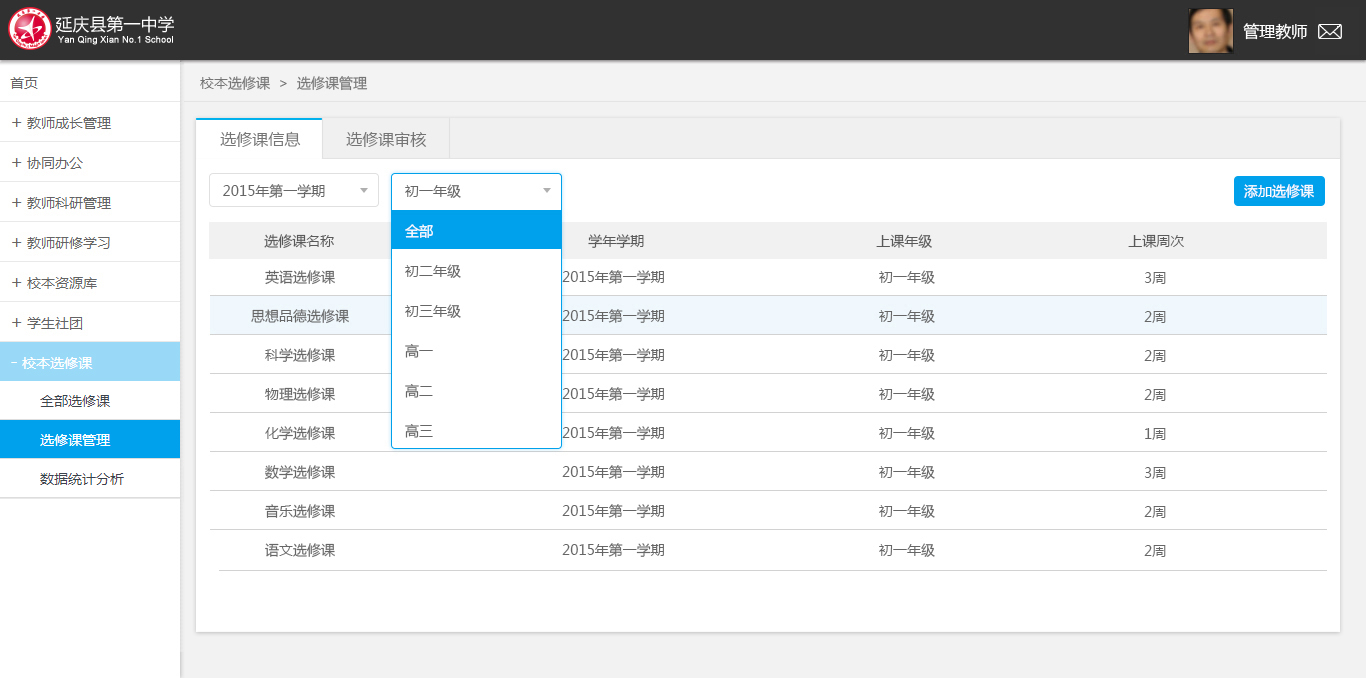 延庆县第一中学
Yan Qing Xian No.1 School
管理教师
首页
+ 教师成长管理
+ 协同办公
+ 教师科研管理
+ 教师研修学习
+ 校本资源库
+ 学生社团
- 校本选修课
全部选修课
选修课管理
数据统计分析
校本选修课 > 选修课管理
选修课信息 选修课审核
2015年第一学期 初一年级 添加选修课
全部
初二年级
初三年级
高一
高二
高三
选修课名称 学年学期 上课年级 上课周次
英语选修课 2015年第一学期 初一年级 3周
思想品德选修课 2015年第一学期 初一年级 2周
科学选修课 2015年第一学期 初一年级 2周
物理选修课 2015年第一学期 初一年级 2周
化学选修课 2015年第一学期 初一年级 1周
数学选修课 2015年第一学期 初一年级 3周
音乐选修课 2015年第一学期 初一年级 2周
语文选修课 2015年第一学期 初一年级 2周